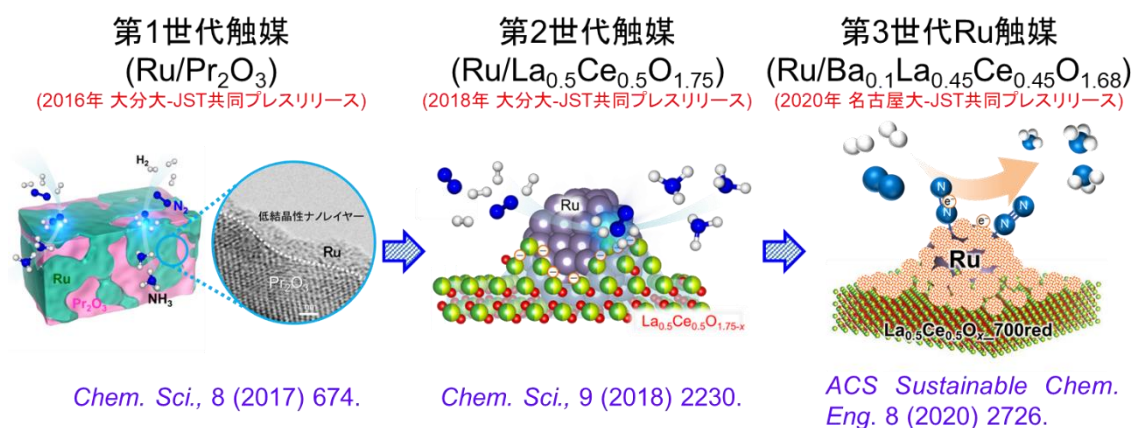 第1世代触媒
(Ru/Pr₂O₃)
(2016年 大分大-JST共同プレスリリース)
H₂
N₂
Ru
Pr₂O₃
NH₃
低結晶性ナノレイヤー
Ru
Pr₂O₃
Chem. Sci., 8 (2017) 674.
第2世代触媒
(Ru/La₀.₅Ce₀.₅O₁.₇₅)
(2018年 大分大-JST共同プレスリリース)
Ru
La₀.₅Ce₀.₅O₁.₇₅₋ₓ
Chem. Sci., 9 (2018) 2230.
第3世代Ru触媒
(Ru/Ba₀.₁La₀.₄₅Ce₀.₄₅O₁.₆₈)
(2020年 名古屋大-JST共同プレスリリース)
N
e⁻
N
N
e⁻
N
Ru
La₀.₅Ce₀.₅Oₓ_700red
ACS Sustainable Chem.
Eng. 8 (2020) 2726.